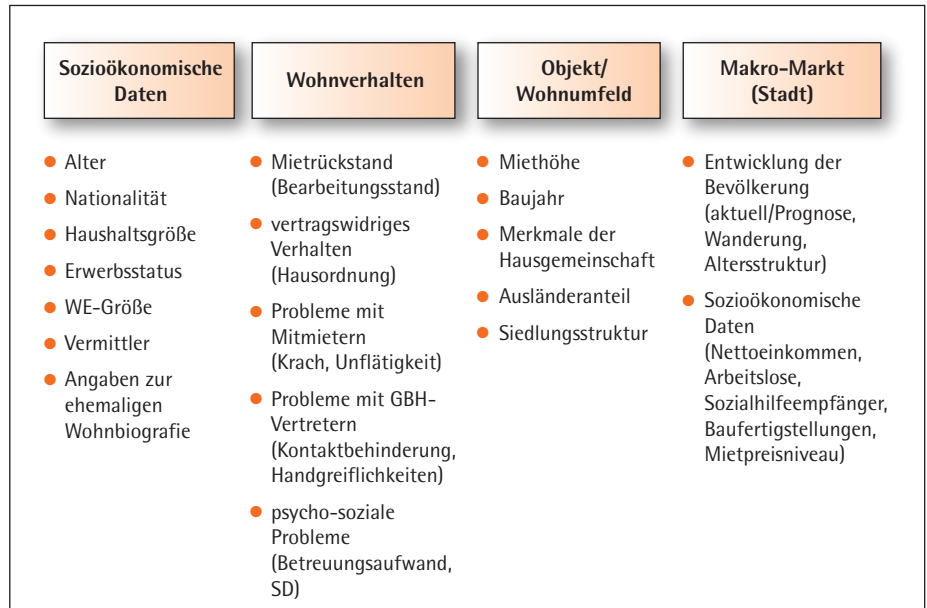 Sozioökonomische
Daten
Alter
Nationalität
Haushaltsgröße
Erwerbsstatus
WE-Größe
Vermittler
Angaben zur
ehemaligen
Wohnbiografie
Wohnverhalten
Mietrückstand
(Bearbeitungsstand)
vertragswidriges
Verhalten
(Hausordnung)
Probleme mit
Mitmietern
(Krach, Unflätigkeit)
Probleme mit GBH-
Vertretern
(Kontaktbehinderung,
Handgreiflichkeiten)
psycho-soziale
Probleme
(Betreuungsaufwand,
SD)
Objekt/
Wohnumfeld
Miethöhe
Baujahr
Merkmale der
Hausgemeinschaft
Ausländeranteil
Siedlungsstruktur
Makro-Markt
(Stadt)
Entwicklung der
Bevölkerung
(aktuell/Prognose,
Wanderung,
Altersstruktur)
Sozioökonomische
Daten
(Nettoeinkommen,
Arbeitslose,
Sozialhilfeempfänger,
Baufertigstellungen,
Mietpreisniveau)